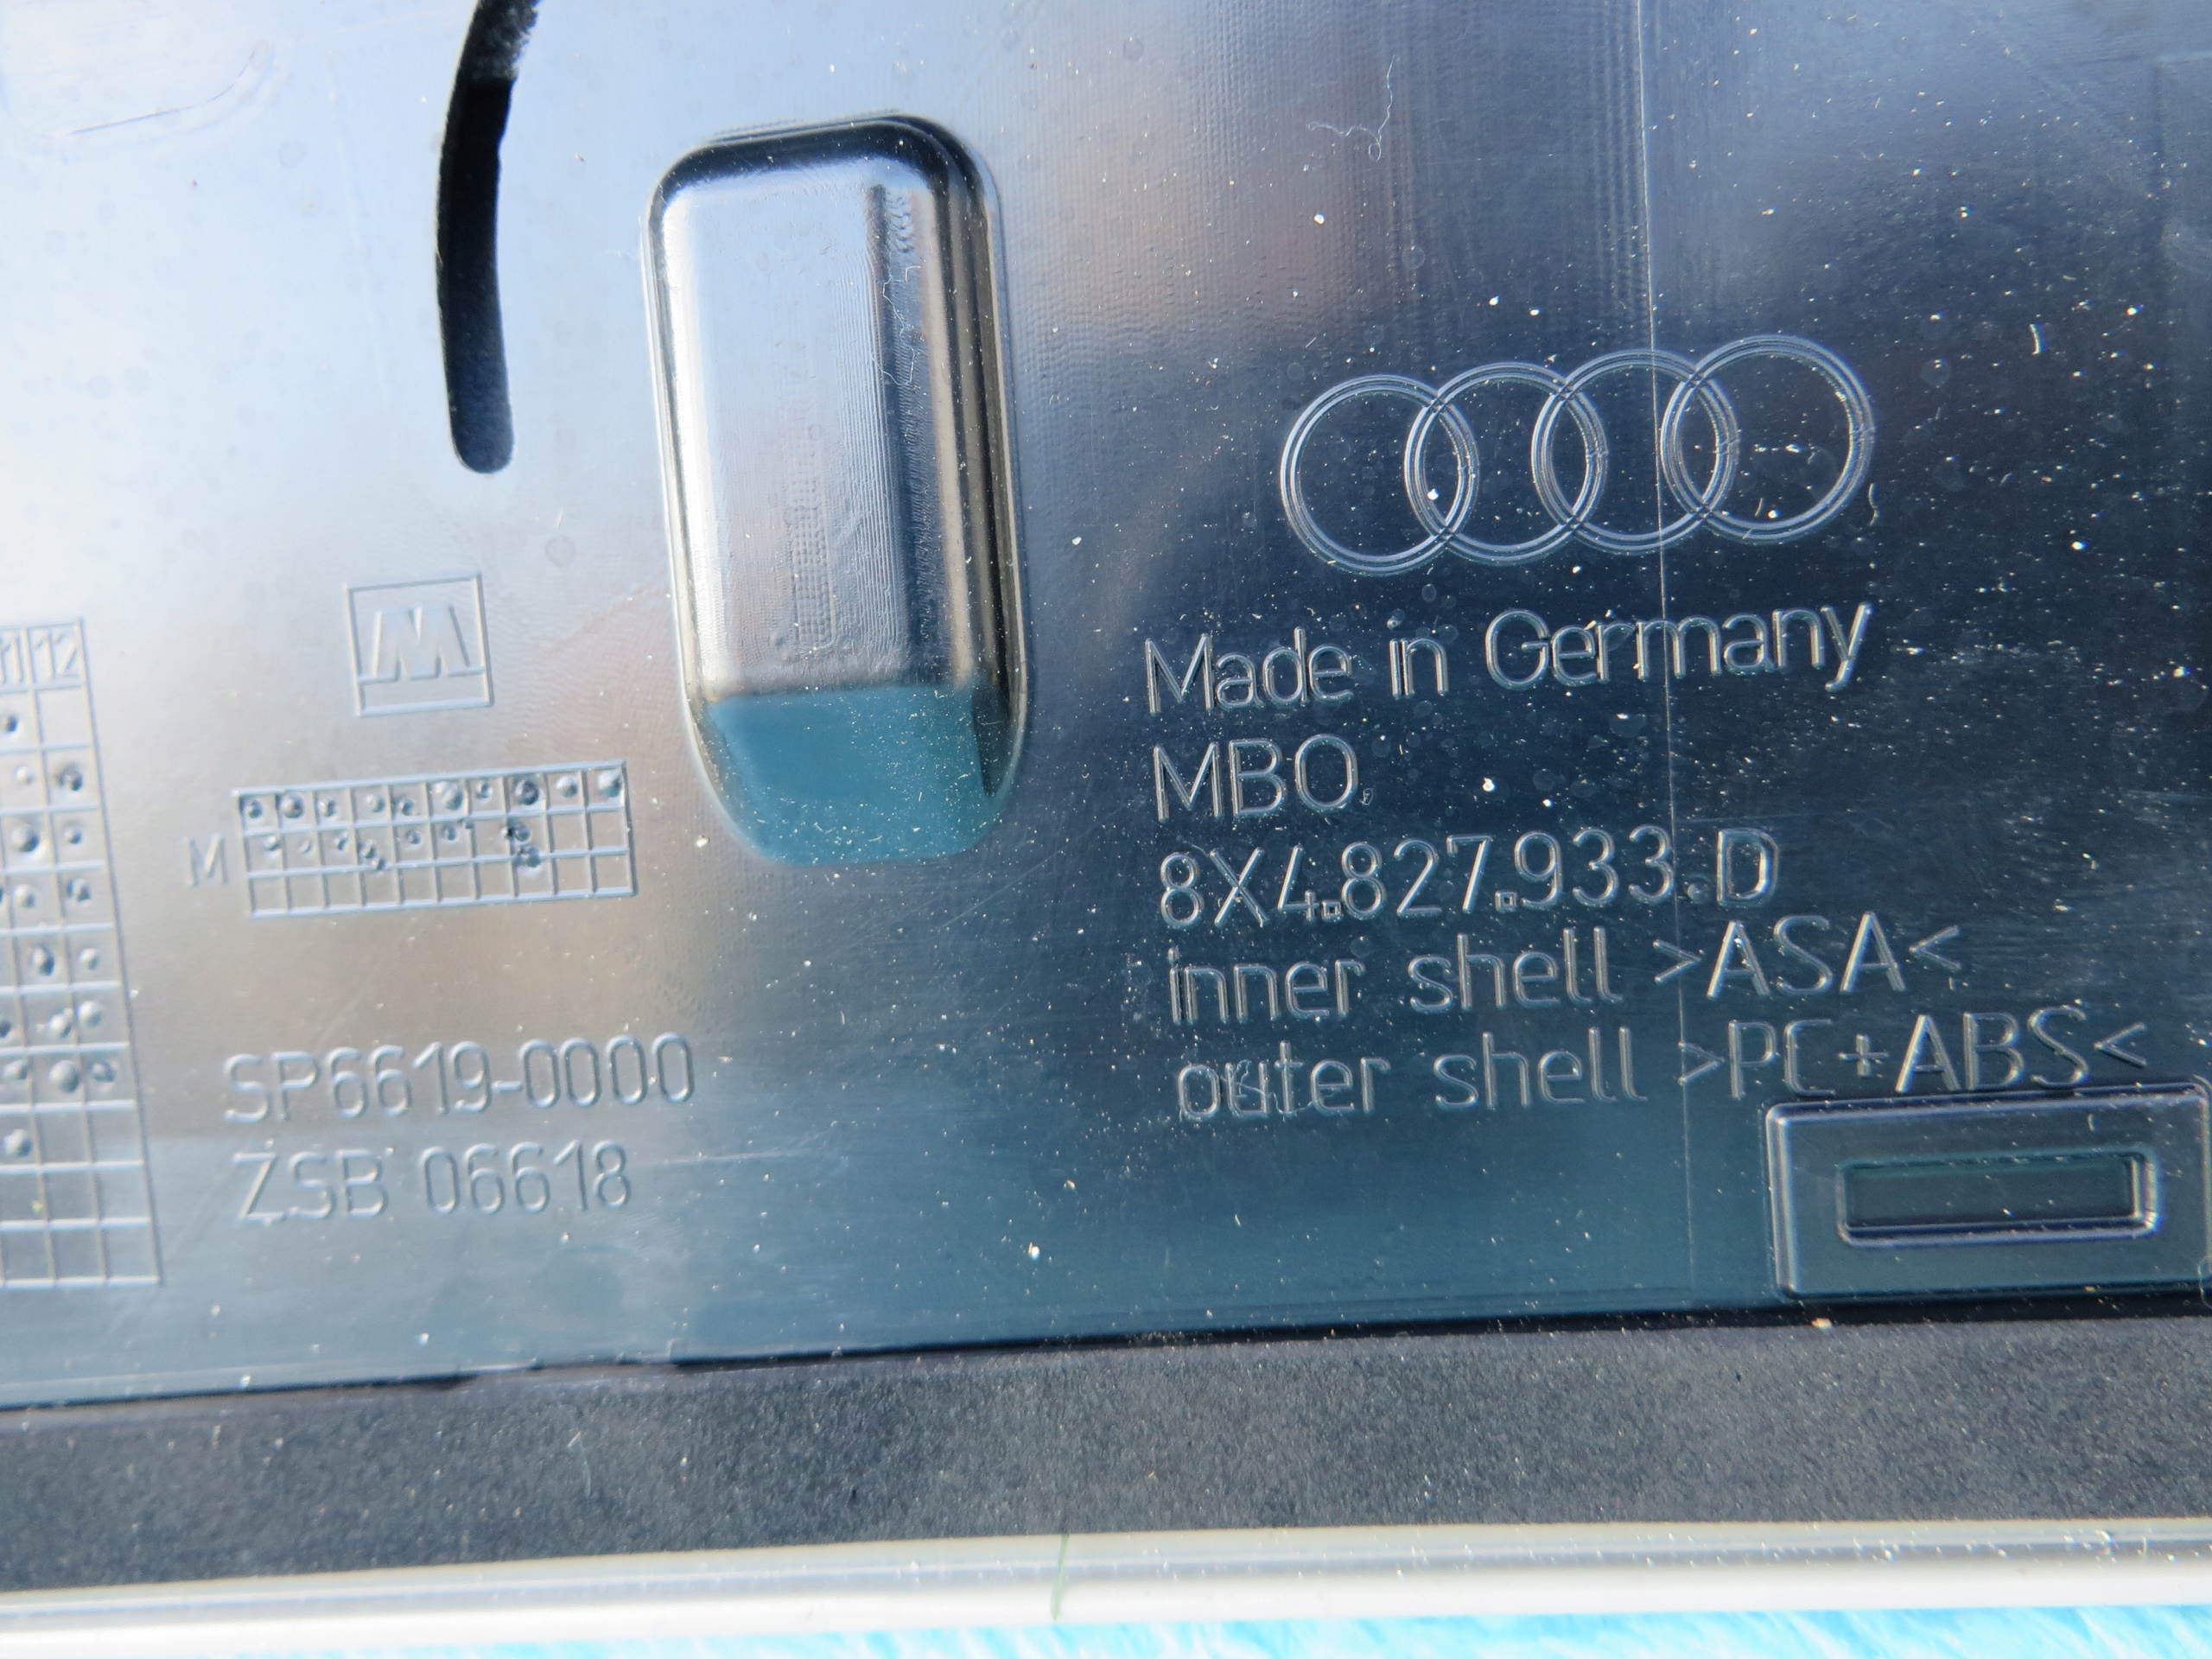 11 12
M
M
SP6619-0000
ZSB 06618
Made in Germany
MBO
8X4.827.933.D
inner shell >ASA<
outer shell >PC+ABS<